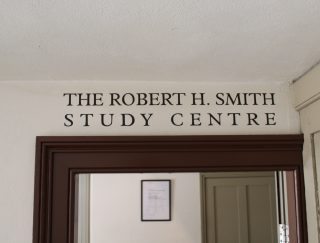 THE ROBERT H. SMITH
STUDY CENTRE